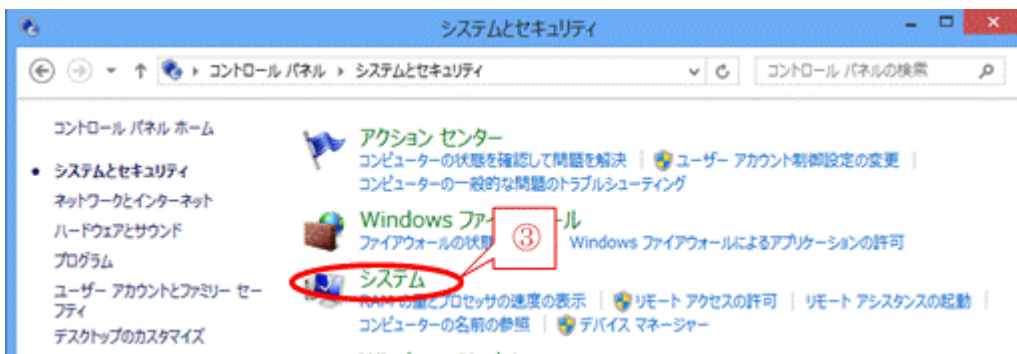 システムとセキュリティ
コントロール パネル システムとセキュリティ コントロール パネルの検索
コントロール パネル ホーム
システムとセキュリティ
ネットワークとインターネット
ハードウェアとサウンド
プログラム
ユーザー アカウントとファミリー セー
フティ
デスクトップのカスタマイズ
アクション センター
コンピューターの状態を確認して問題を解決 ユーザー アカウント制御設定の変更
コンピューターの一般的な問題のトラブルシューティング
Windows ファイ ール
ファイアウォールの状態 Windows ファイアウォールによるアプリケーションの許可
③
システム
RAM の量とプロセッサの速度の表示 リモート アクセスの許可 リモート アシスタンスの起動
コンピューターの名前の参照 デバイス マネージャー